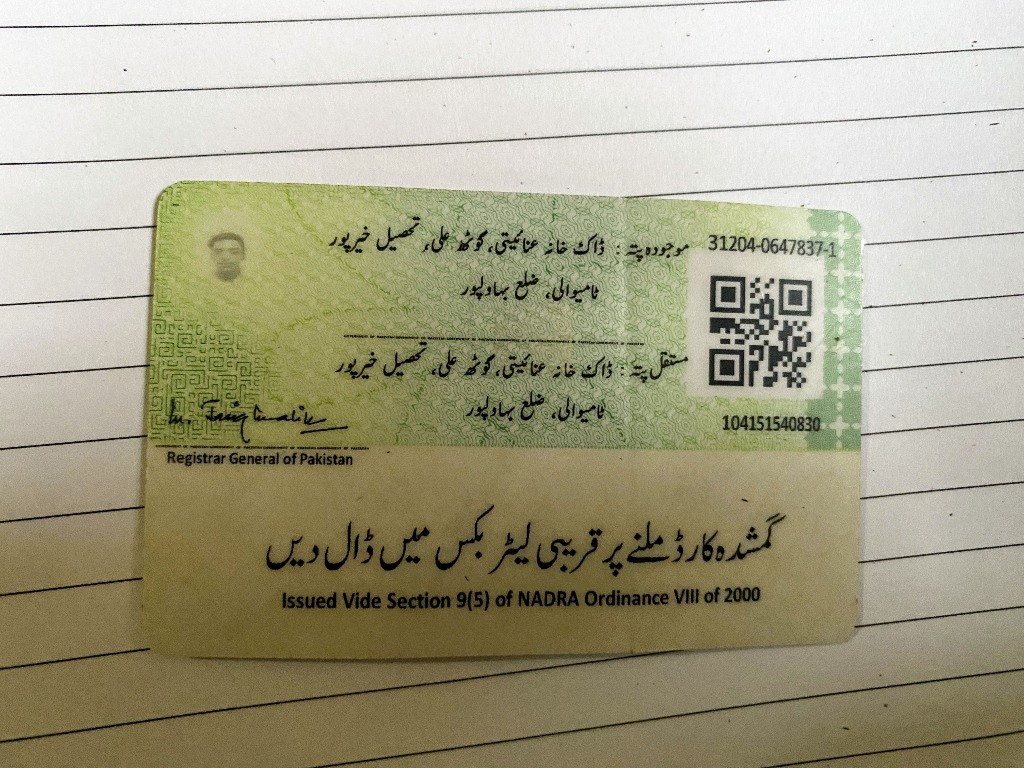 موجودہ پتہ : ڈاک خانہ عنائیتی، گوٹھ علی، تحصیل خیرپور
ٹامیوالی، ضلع بہاولپور
31204-0647837-1
مستقل پتہ : ڈاک خانہ عنائیتی، گوٹھ علی، تحصیل خیرپور
ٹامیوالی، ضلع بہاولپور
104151540830
Registrar General of Pakistan
گمشدہ کارڈ ملنے پر قریبی لیٹر بکس میں ڈال دیں
Issued Vide Section 9(5) of NADRA Ordinance VIII of 2000